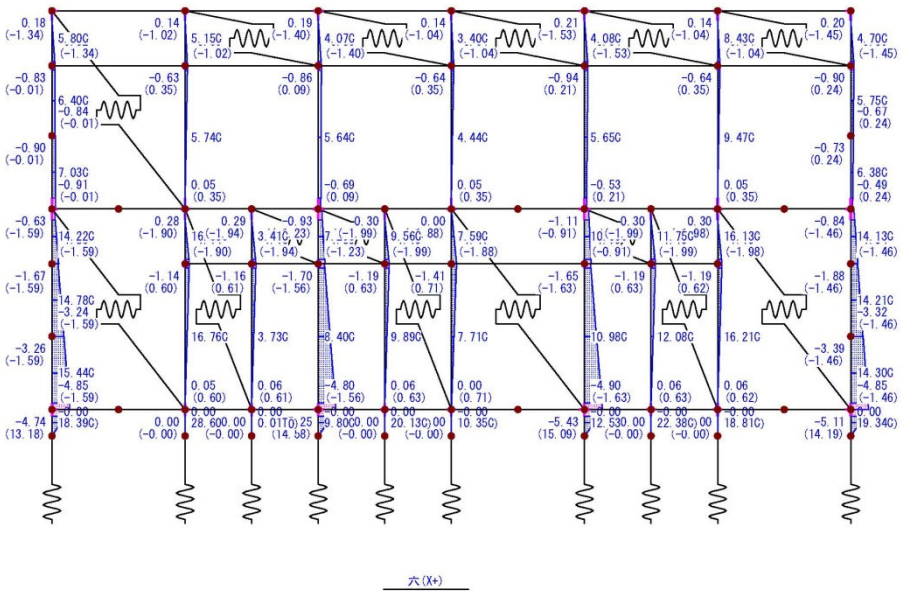 0.18 0.14 0.19 0.14 0.21 0.14 0.20
(-1.34) 5.80C (-1.02) 5.15C (-1.40) 4.07C (-1.04) 3.40C (-1.53) 4.08C (-1.04) 8.43C (-1.45) 4.70C
(-1.34) (-1.02) (-1.40) (-1.04) (-1.53) (-1.04) (-1.45)
-0.83 -0.63 -0.86 -0.64 -0.94 -0.64 -0.90
(-0.01) (0.35) (0.09) (0.35) (0.21) (0.35) (0.24)
6.40C 5.75C
-0.84 -0.67
(-0.01) (0.24)
5.74C 5.64C 4.44C 5.65C 9.47C
-0.90 -0.73
(-0.01) (0.24)
7.03C 6.38C
-0.91 0.05 -0.69 0.05 -0.53 0.05 -0.49
(-0.01) (0.35) (0.09) (0.35) (0.21) (0.35) (0.24)
-0.63 0.28 0.29 -0.93 0.30 0.00 -1.11 0.30 0.30 -0.84
(-1.59) 14.22C (-1.90) (-1.94) 3.41C (-1.99) 9.56C 7.59C (-0.91) (-1.99) 11.75C 16.13C (-1.46) 14.13C
(-1.59) (-1.90) (-1.94) (-1.23) (-1.99) (-1.88) (-0.91) (-1.99) (-1.98) (-1.46)
-1.67 -1.14 -1.16 -1.70 -1.19 -1.41 -1.65 -1.19 -1.19 -1.88
(-1.59) (0.60) (0.61) (-1.56) (0.63) (0.71) (-1.63) (0.63) (0.62) (-1.46)
14.78C 14.21C
-3.24 -3.32
(-1.59) (-1.46)
16.76C 3.73C 8.40C 9.89C 7.71C 10.98C 12.08C 16.21C
-3.26 -3.39
(-1.59) (-1.46)
15.44C 14.30C
-4.85 0.05 0.06 -4.80 0.06 0.00 -4.90 0.06 0.06 -4.85
(-1.59) (0.60) (0.61) (-1.56) (0.63) (0.71) (-1.63) (0.63) (0.62) (-1.46)
-4.74 18.39C 0.00 10.35C -5.43 18.81C -5.11 19.34C
(13.18) (-0.00) (-0.00) (-0.00) (-0.00) (15.09) (-0.00) (-0.00) (14.19)
六(X+)